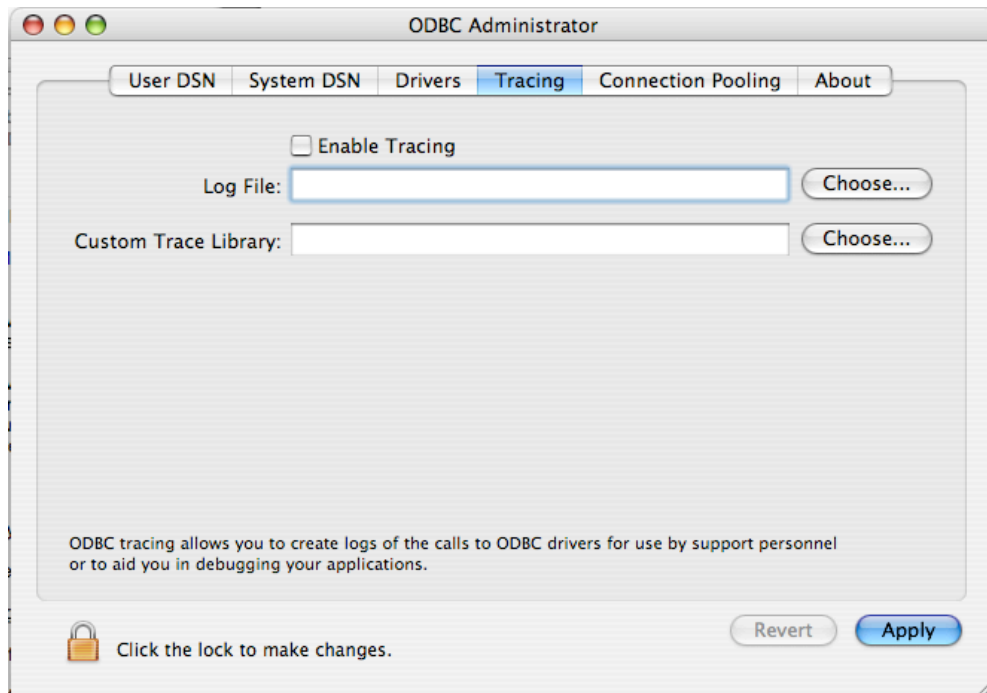 ODBC Administrator
User DSN System DSN Drivers Tracing Connection Pooling About
Enable Tracing
Log File: Choose...
Custom Trace Library: Choose...
ODBC tracing allows you to create logs of the calls to ODBC drivers for use by support personnel
or to aid you in debugging your applications.
Click the lock to make changes.
Revert Apply